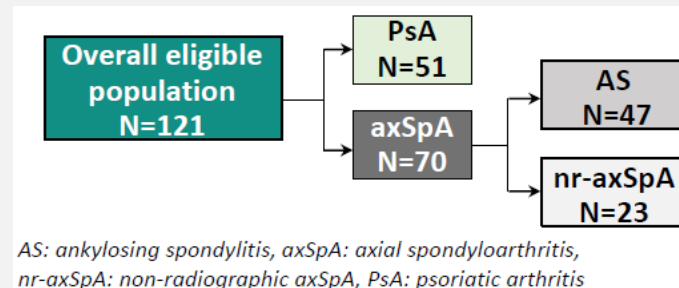 Overall eligible
population
N=121
PsA
N=51
axSpA
N=70
AS
N=47
nr-axSpA
N=23
AS: ankylosing spondylitis, axSpA: axial spondyloarthritis,
nr-axSpA: non-radiographic axSpA, PsA: psoriatic arthritis